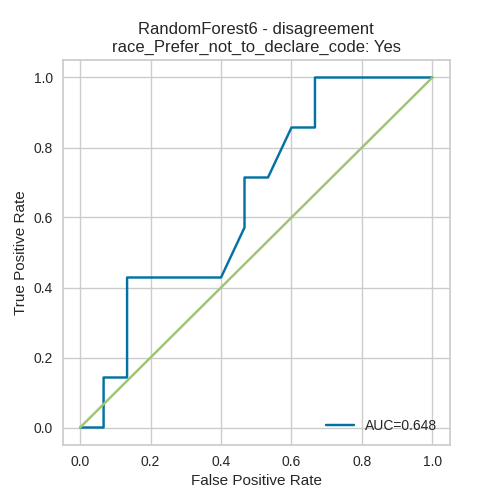 RandomForest6 - disagreement
race_Prefer_not_to_declare_code: Yes
1.0
0.8
0.6
0.4
0.2
0.0
True Positive Rate
AUC=0.648
0.0 0.2 0.4 0.6 0.8 1.0
False Positive Rate